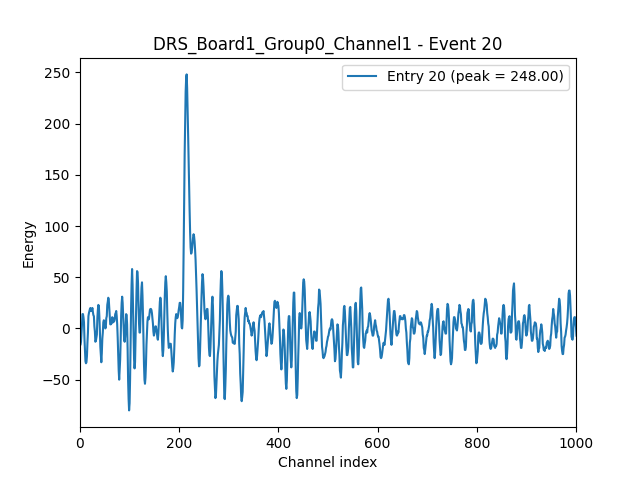 DRS_Board1_Group0_Channel1 - Event 20
Entry 20 (peak = 248.00)
Energy
250
200
150
100
50
0
−50
0 200 400 600 800 1000
Channel index